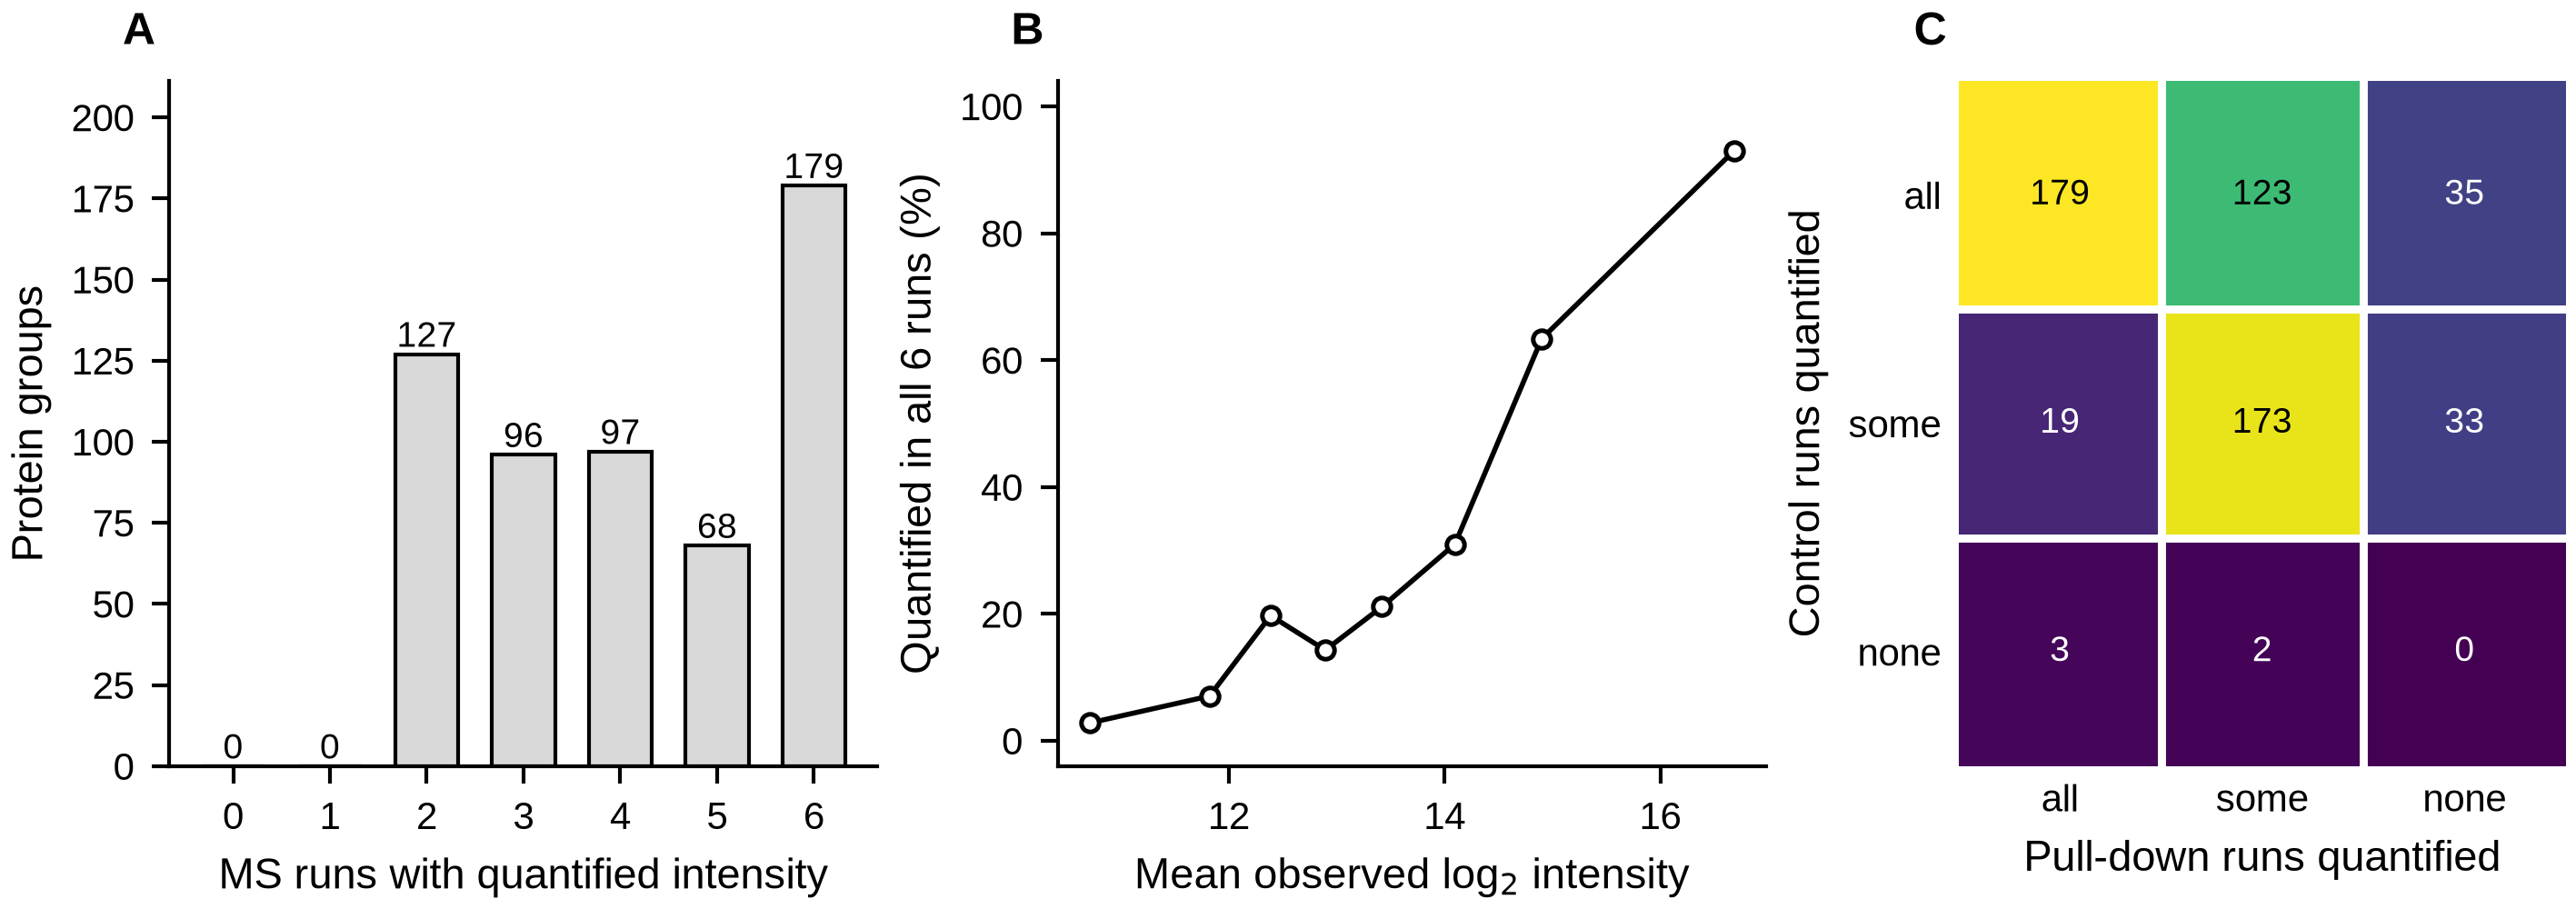 A
200
175
150
125
100
75
50
25
0
Protein groups
0
0
127
96
97
68
179
0 1 2 3 4 5 6
MS runs with quantified intensity
B
100
80
60
40
20
0
Quantified in all 6 runs (%)
12 14 16
Mean observed log₂ intensity
C
Control runs quantified
all 179 123 35
some 19 173 33
none 3 2 0
all some none
Pull-down runs quantified